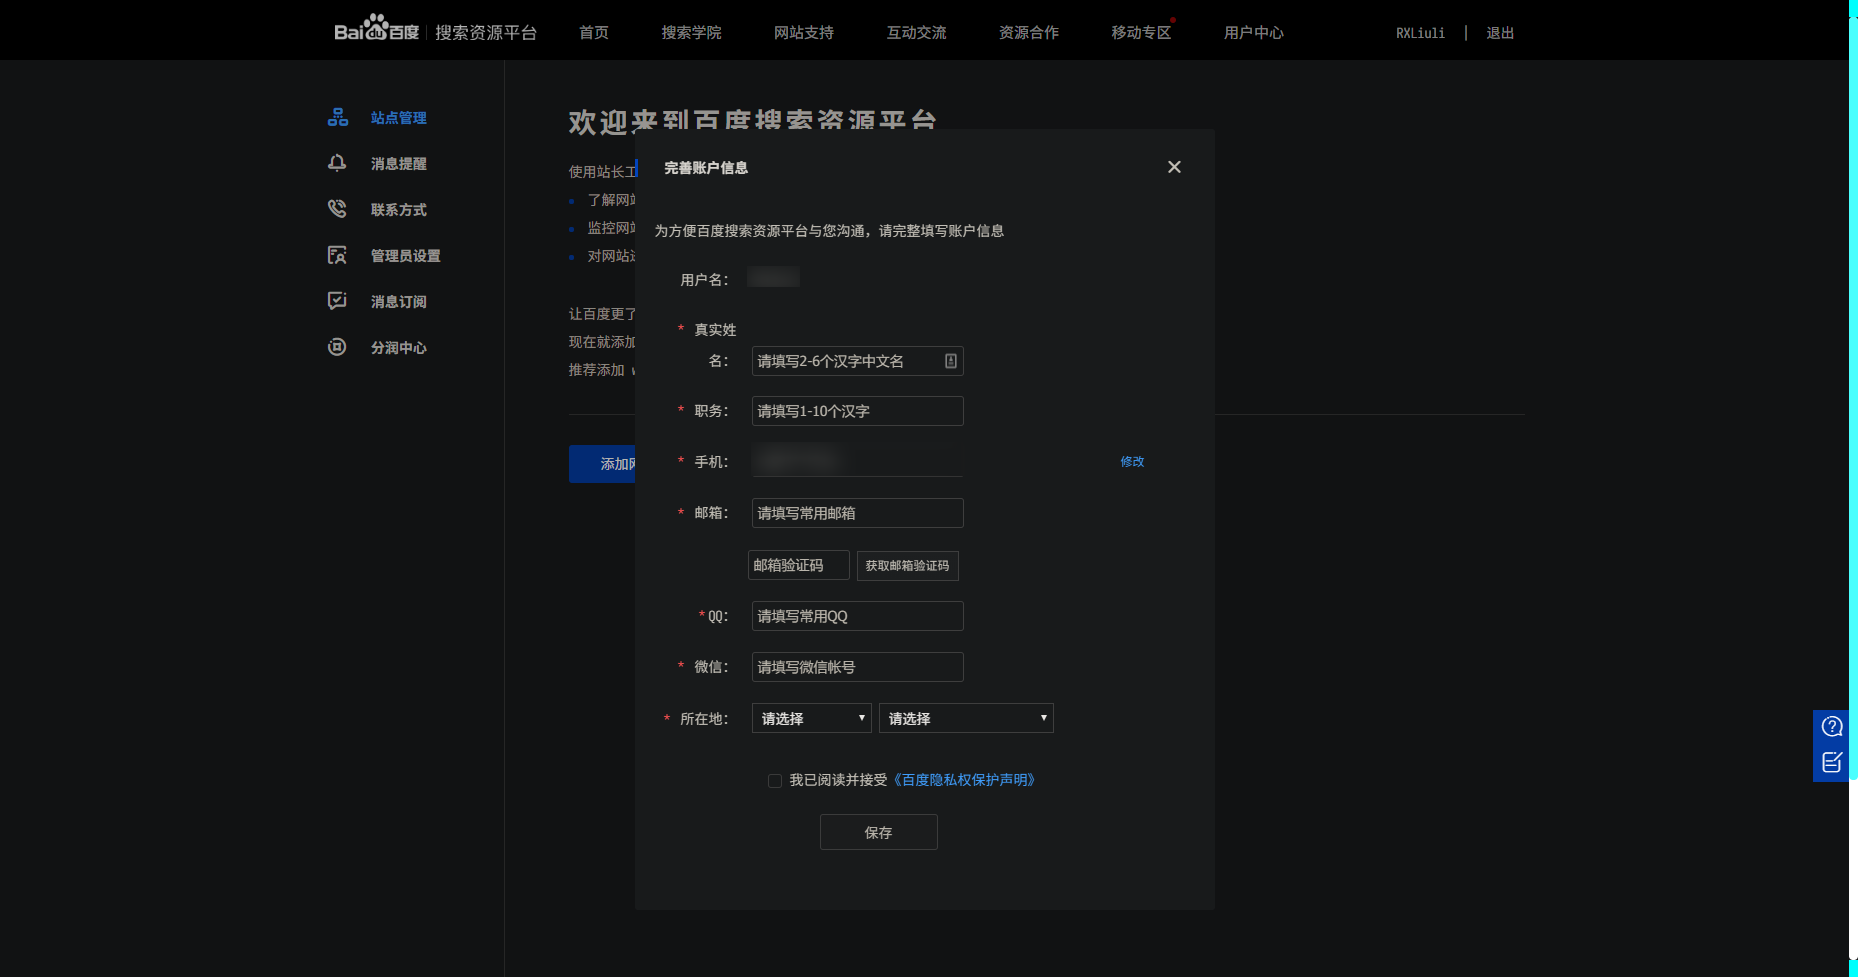 Bai du 百度 搜索资源平台 首页 搜索学院 网站支持 互动交流 资源合作 移动专区 用户中心 RXLiuli | 退出
站点管理
消息提醒
联系方式
管理员设置
消息订阅
分润中心
欢迎来到百度搜索资源平台
使用站长工
了解网站
监控网站
对网站
让百度更了
现在就添加
推荐添加 w
添加网
完善账户信息
为方便百度搜索资源平台与您沟通，请完整填写账户信息
用户名：
* 真实姓
名： 请填写2-6个汉字中文名
* 职务： 请填写1-10个汉字
* 手机： 修改
* 邮箱： 请填写常用邮箱
邮箱验证码 获取邮箱验证码
*QQ： 请填写常用QQ
* 微信： 请填写微信帐号
* 所在地： 请选择 请选择
我已阅读并接受《百度隐私权保护声明》
保存